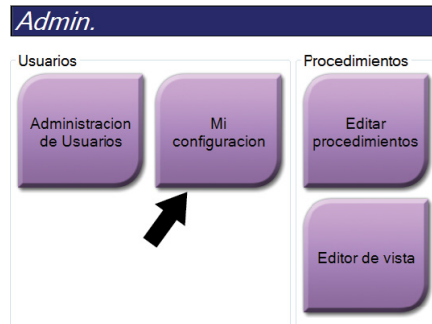 Admin.
Usuarios
Administracion
de Usuarios
Mi
configuracion
Procedimientos
Editar
procedimientos
Editor de vista